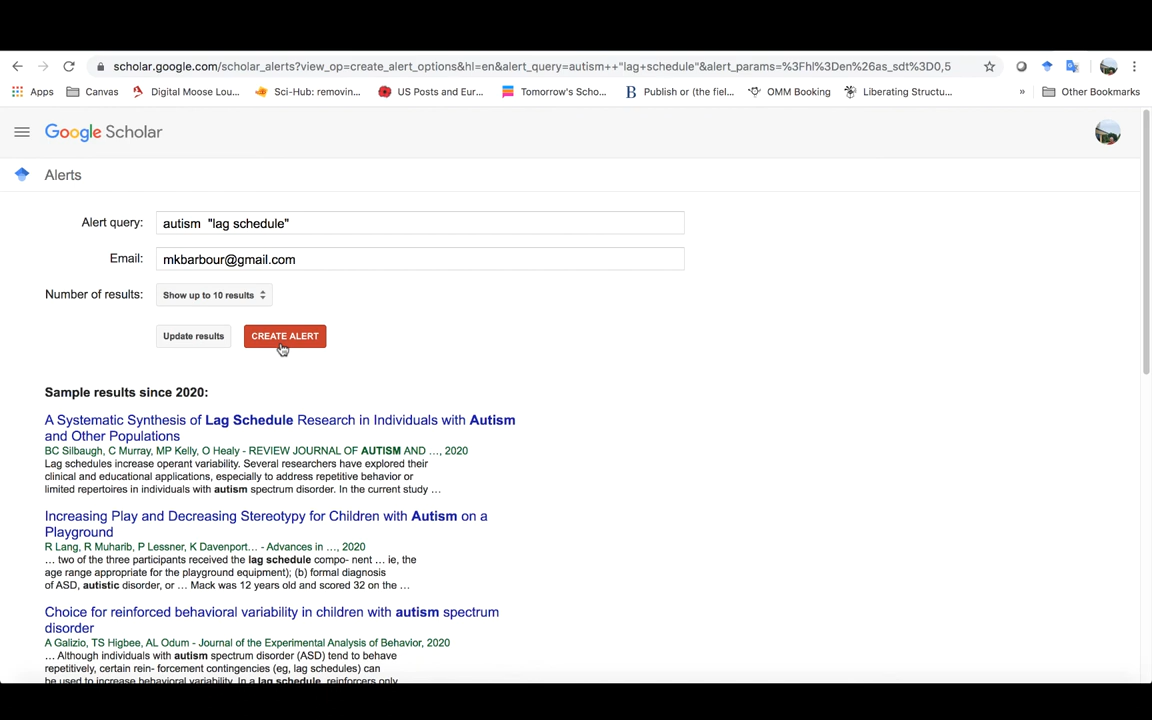 scholar.google.com/scholar_alerts?view_op=create_alert_options&hl=en&alert_query=autism++"lag+schedule"&alert_params=%3Fhl%3Den%26as_sdt%3D0,5
Apps Canvas Digital Moose Lou... Sci-Hub: removin... US Posts and Eur... Tomorrow's Scho... B Publish or (the fiel... OMM Booking Liberating Structu... » Other Bookmarks
Google Scholar
Alerts
Alert query: autism "lag schedule"
Email: mkbarbour@gmail.com
Number of results: Show up to 10 results
Update results CREATE ALERT
Sample results since 2020:
A Systematic Synthesis of Lag Schedule Research in Individuals with Autism
and Other Populations
BC Silbaugh, C Murray, MP Kelly, O Healy - REVIEW JOURNAL OF AUTISM AND …, 2020
Lag schedules increase operant variability. Several researchers have explored their
clinical and educational applications, especially to address repetitive behavior or
limited repertoires in individuals with autism spectrum disorder. In the current study …
Increasing Play and Decreasing Stereotypy for Children with Autism on a
Playground
R Lang, R Muharib, P Lessner, K Davenport… - Advances in …, 2020
… two of the three participants received the lag schedule compo- nent … ie, the
age range appropriate for the playground equipment); (b) formal diagnosis
of ASD, autistic disorder, or … Mack was 12 years old and scored 32 on the …
Choice for reinforced behavioral variability in children with autism spectrum
disorder
A Galizio, TS Higbee, AL Odum - Journal of the Experimental Analysis of Behavior, 2020
… Although individuals with autism spectrum disorder (ASD) tend to behave
repetitively, certain rein- forcement contingencies (eg, lag schedules) can
be used to increase behavioral variability. In a lag schedule, reinforcers only